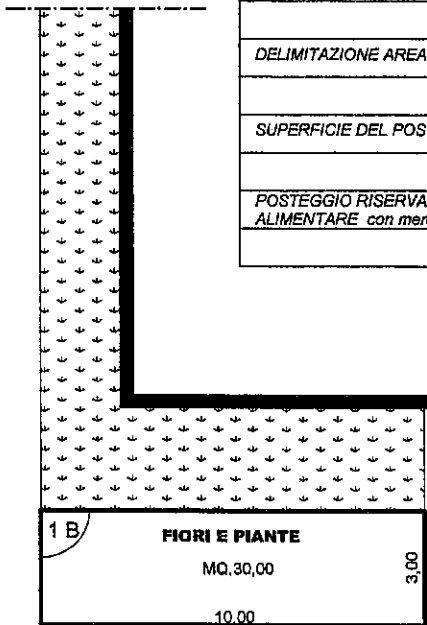 DELIMITAZIONE AREA
SUPERFICIE DEL POS
POSTEGGIO RISERVA
ALIMENTARE con mer
1 B
FIORI E PIANTE
MQ.30,00
3,00
10.00